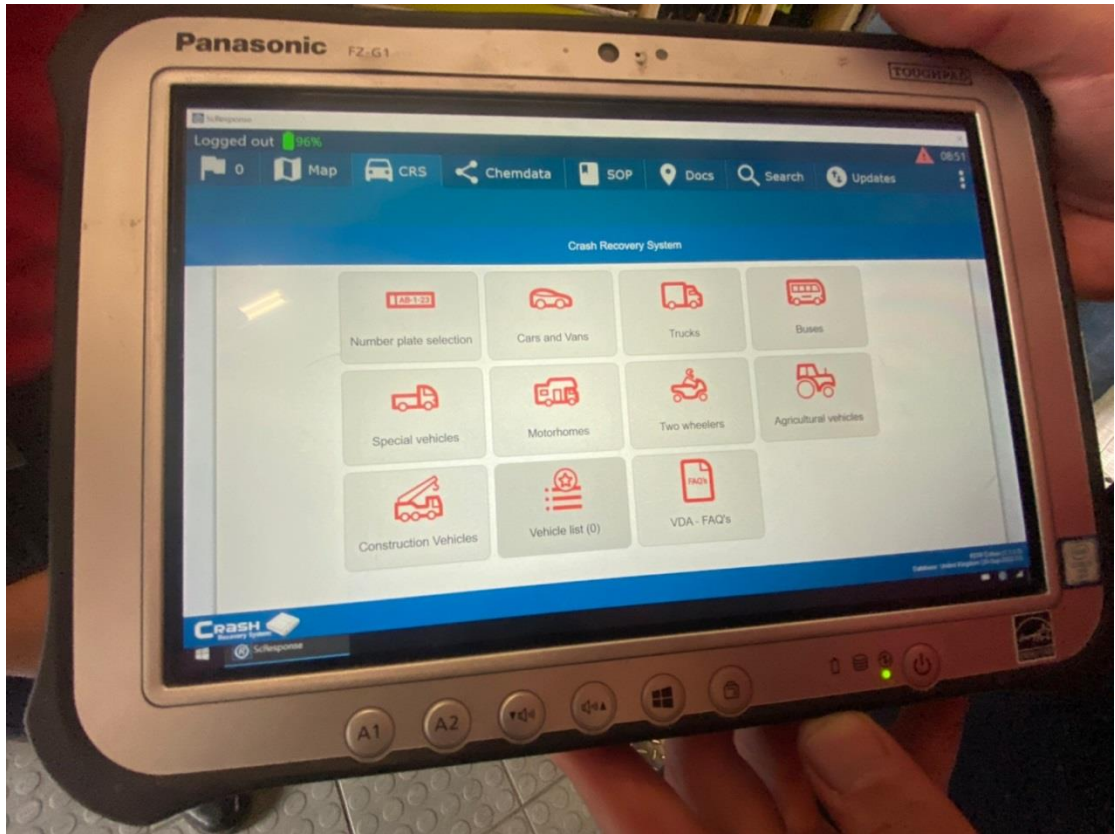 Panasonic FZ-G1
TOUGHPAD
ScResponse
Logged out 96%
08:51
0 Map CRS Chemdata SOP Docs Search Updates
Crash Recovery System
AB-1-23
Number plate selection
Cars and Vans
Trucks
Buses
Special vehicles
Motorhomes
Two wheelers
Agricultural vehicles
Construction Vehicles
Vehicle list (0)
FAQ's
VDA - FAQ's
CRASH
Recovery System
ScResponse
A1 A2